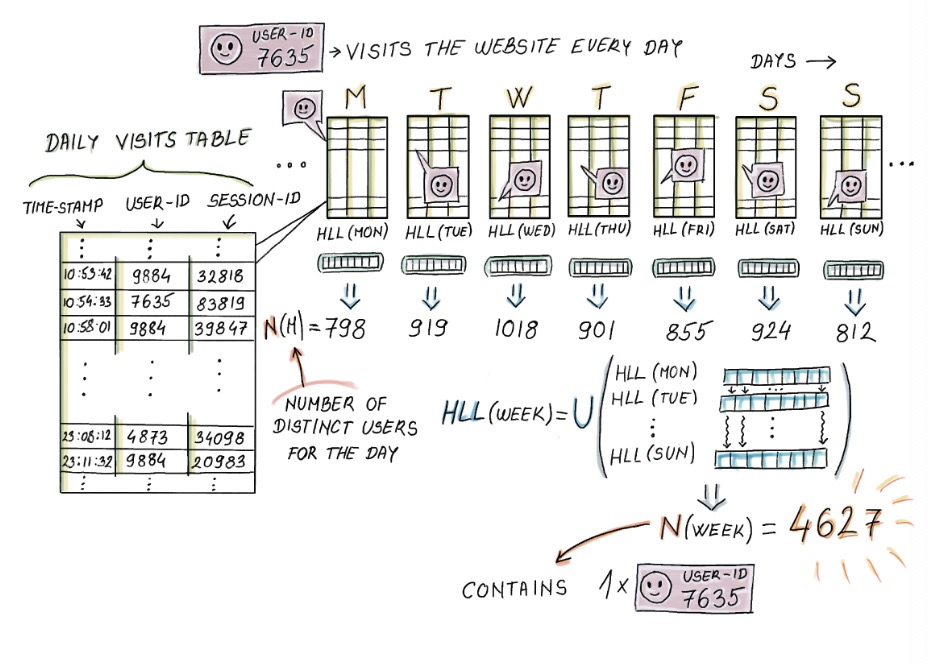 USER-ID
7635
→ VISITS THE WEBSITE EVERY DAY
DAYS →
M T W T F S S
DAILY VISITS TABLE
... ...
TIME-STAMP USER-ID SESSION-ID
HLL(MON) HLL(TUE) HLL(WED) HLL(THU) HLL(FRI) HLL(SAT) HLL(SUN)
10:53:42 9884 32818
10:54:33 7635 83819
10:58:01 9884 39847
23:08:12 4873 34098
23:11:32 9884 20983
N(M) = 798 919 1018 901 855 924 812
NUMBER OF
DISTINCT USERS
FOR THE DAY
HLL(WEEK) = U
HLL(MON)
HLL(TUE)
HLL(SUN)
N(WEEK) = 4627
CONTAINS 1x
USER-ID
7635